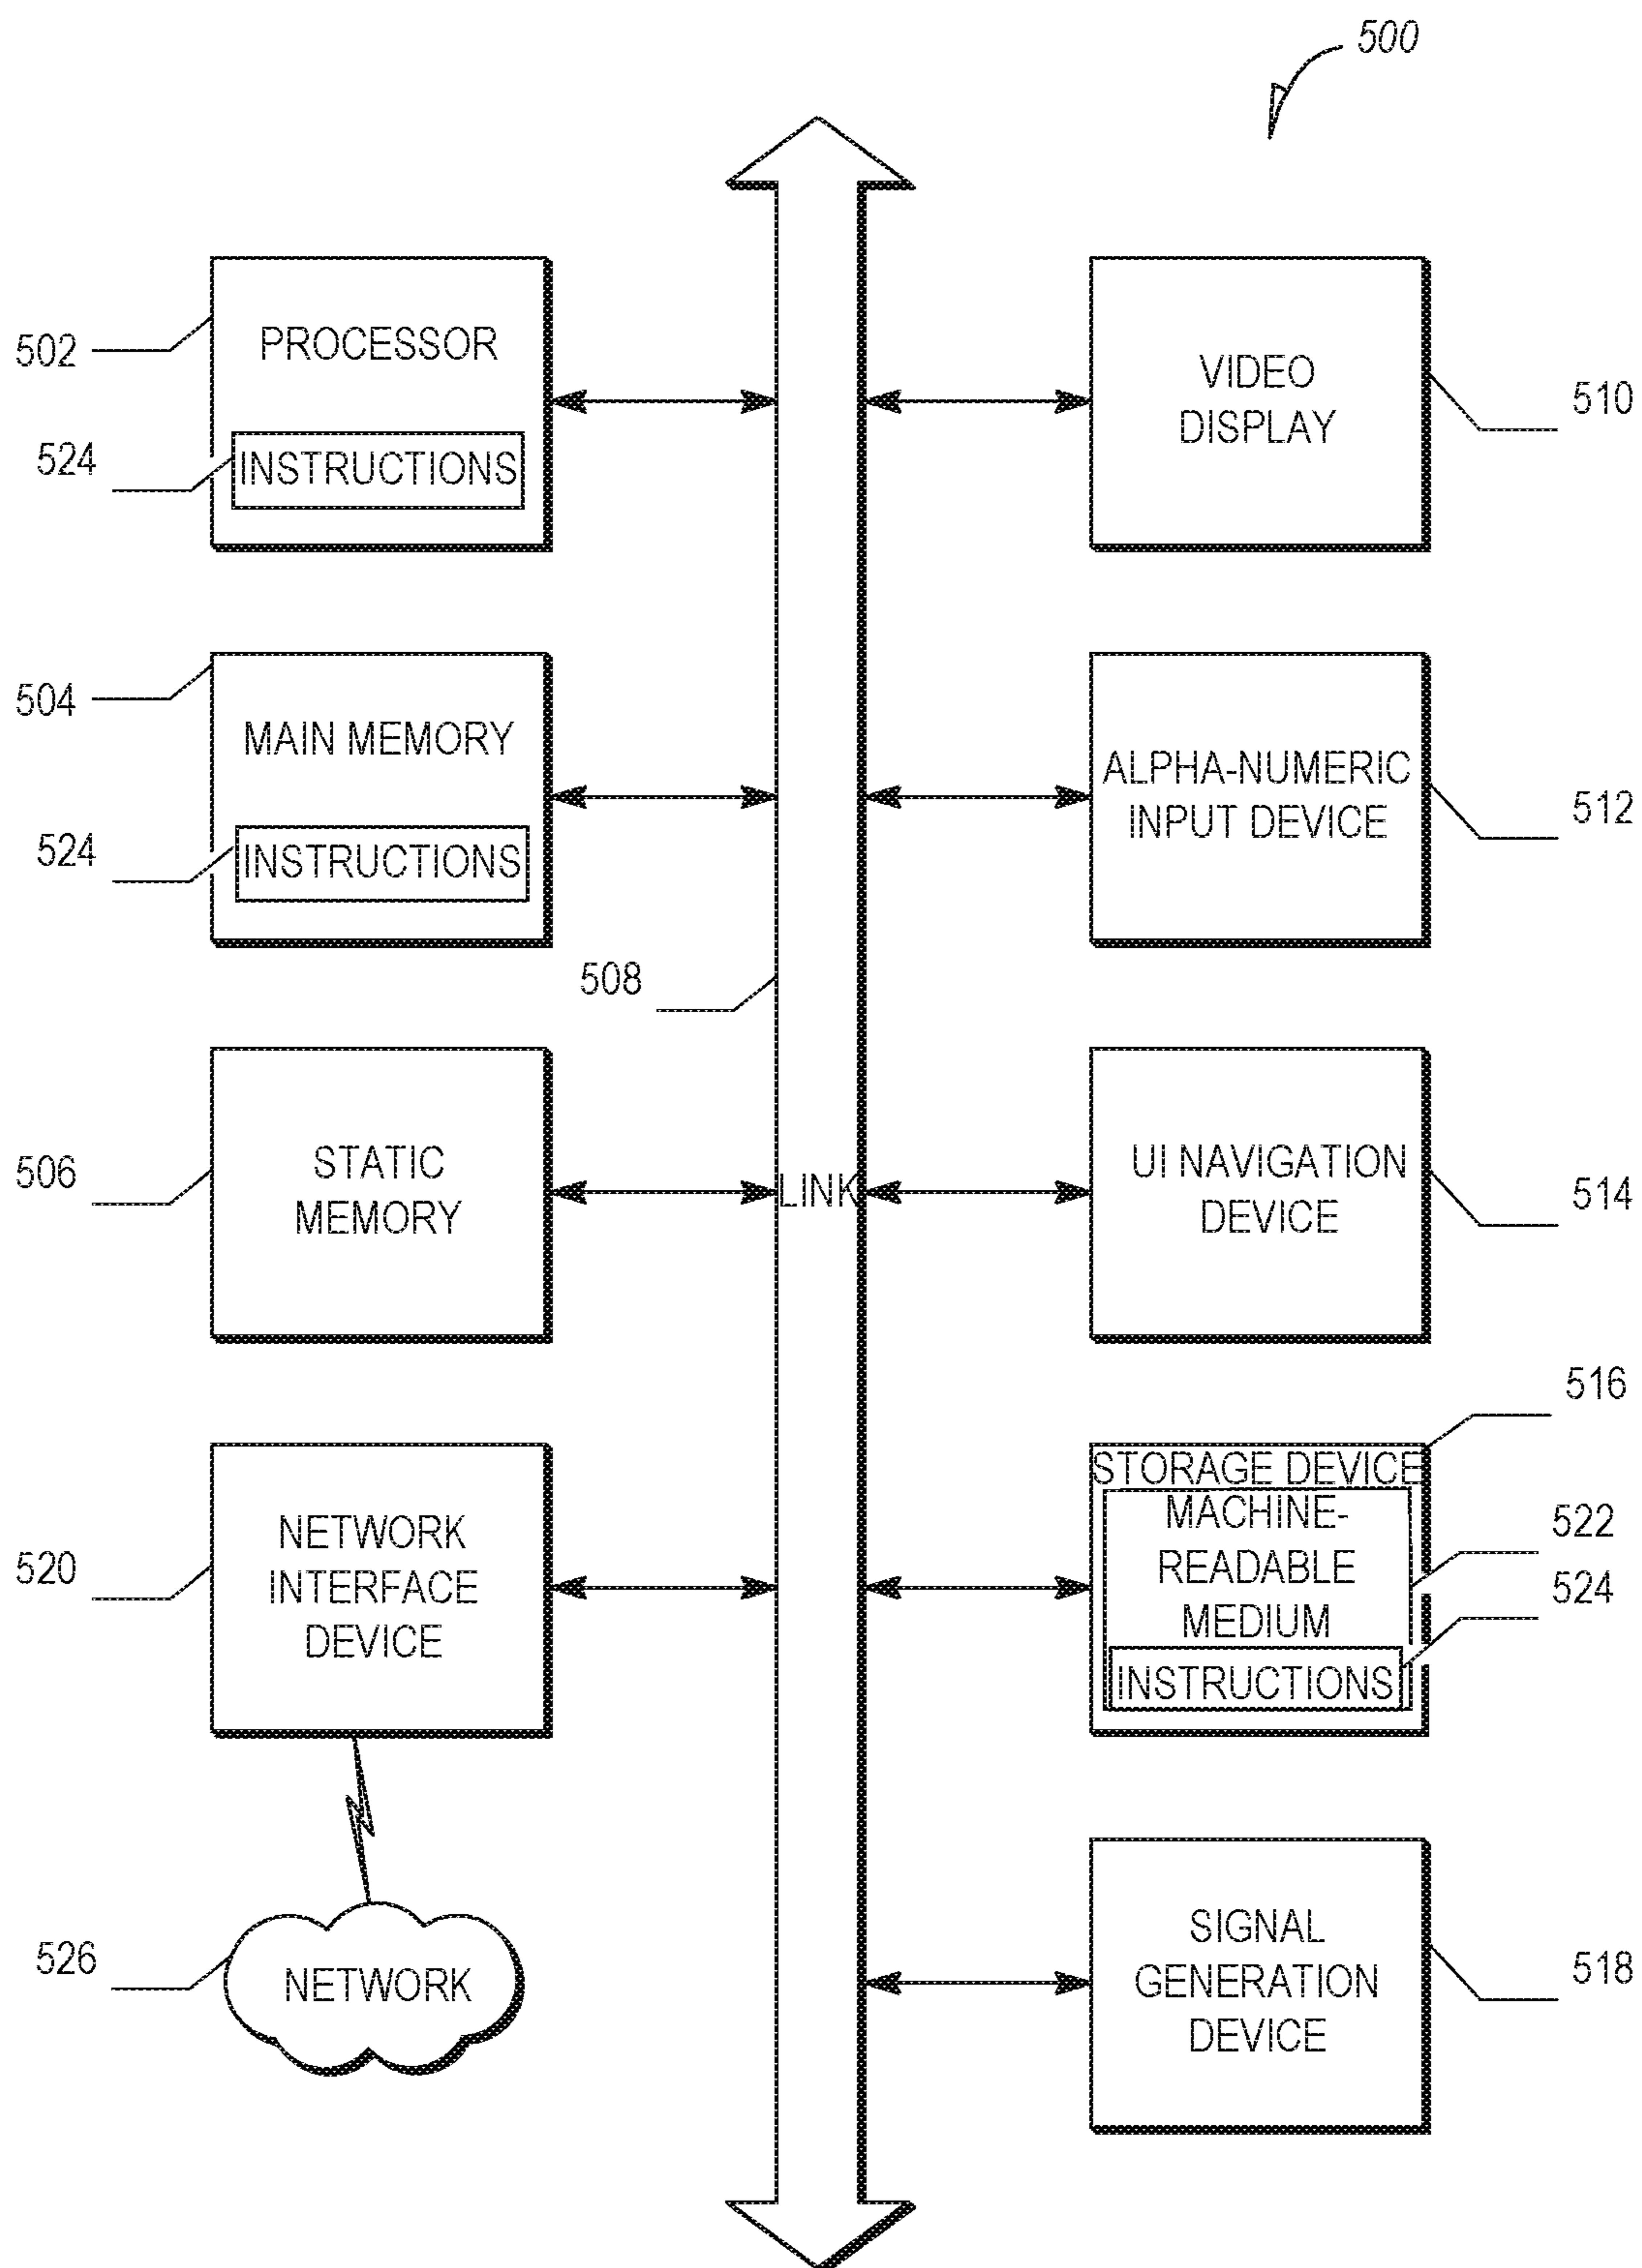 500
502
PROCESSOR
524
INSTRUCTIONS
504
MAIN MEMORY
524
INSTRUCTIONS
508
506
STATIC
MEMORY
520
NETWORK
INTERFACE
DEVICE
526
NETWORK
LINK
VIDEO
DISPLAY
510
ALPHA-NUMERIC
INPUT DEVICE
512
UI NAVIGATION
DEVICE
514
516
STORAGE DEVICE
MACHINE-
READABLE
MEDIUM
522
524
INSTRUCTIONS
SIGNAL
GENERATION
DEVICE
518